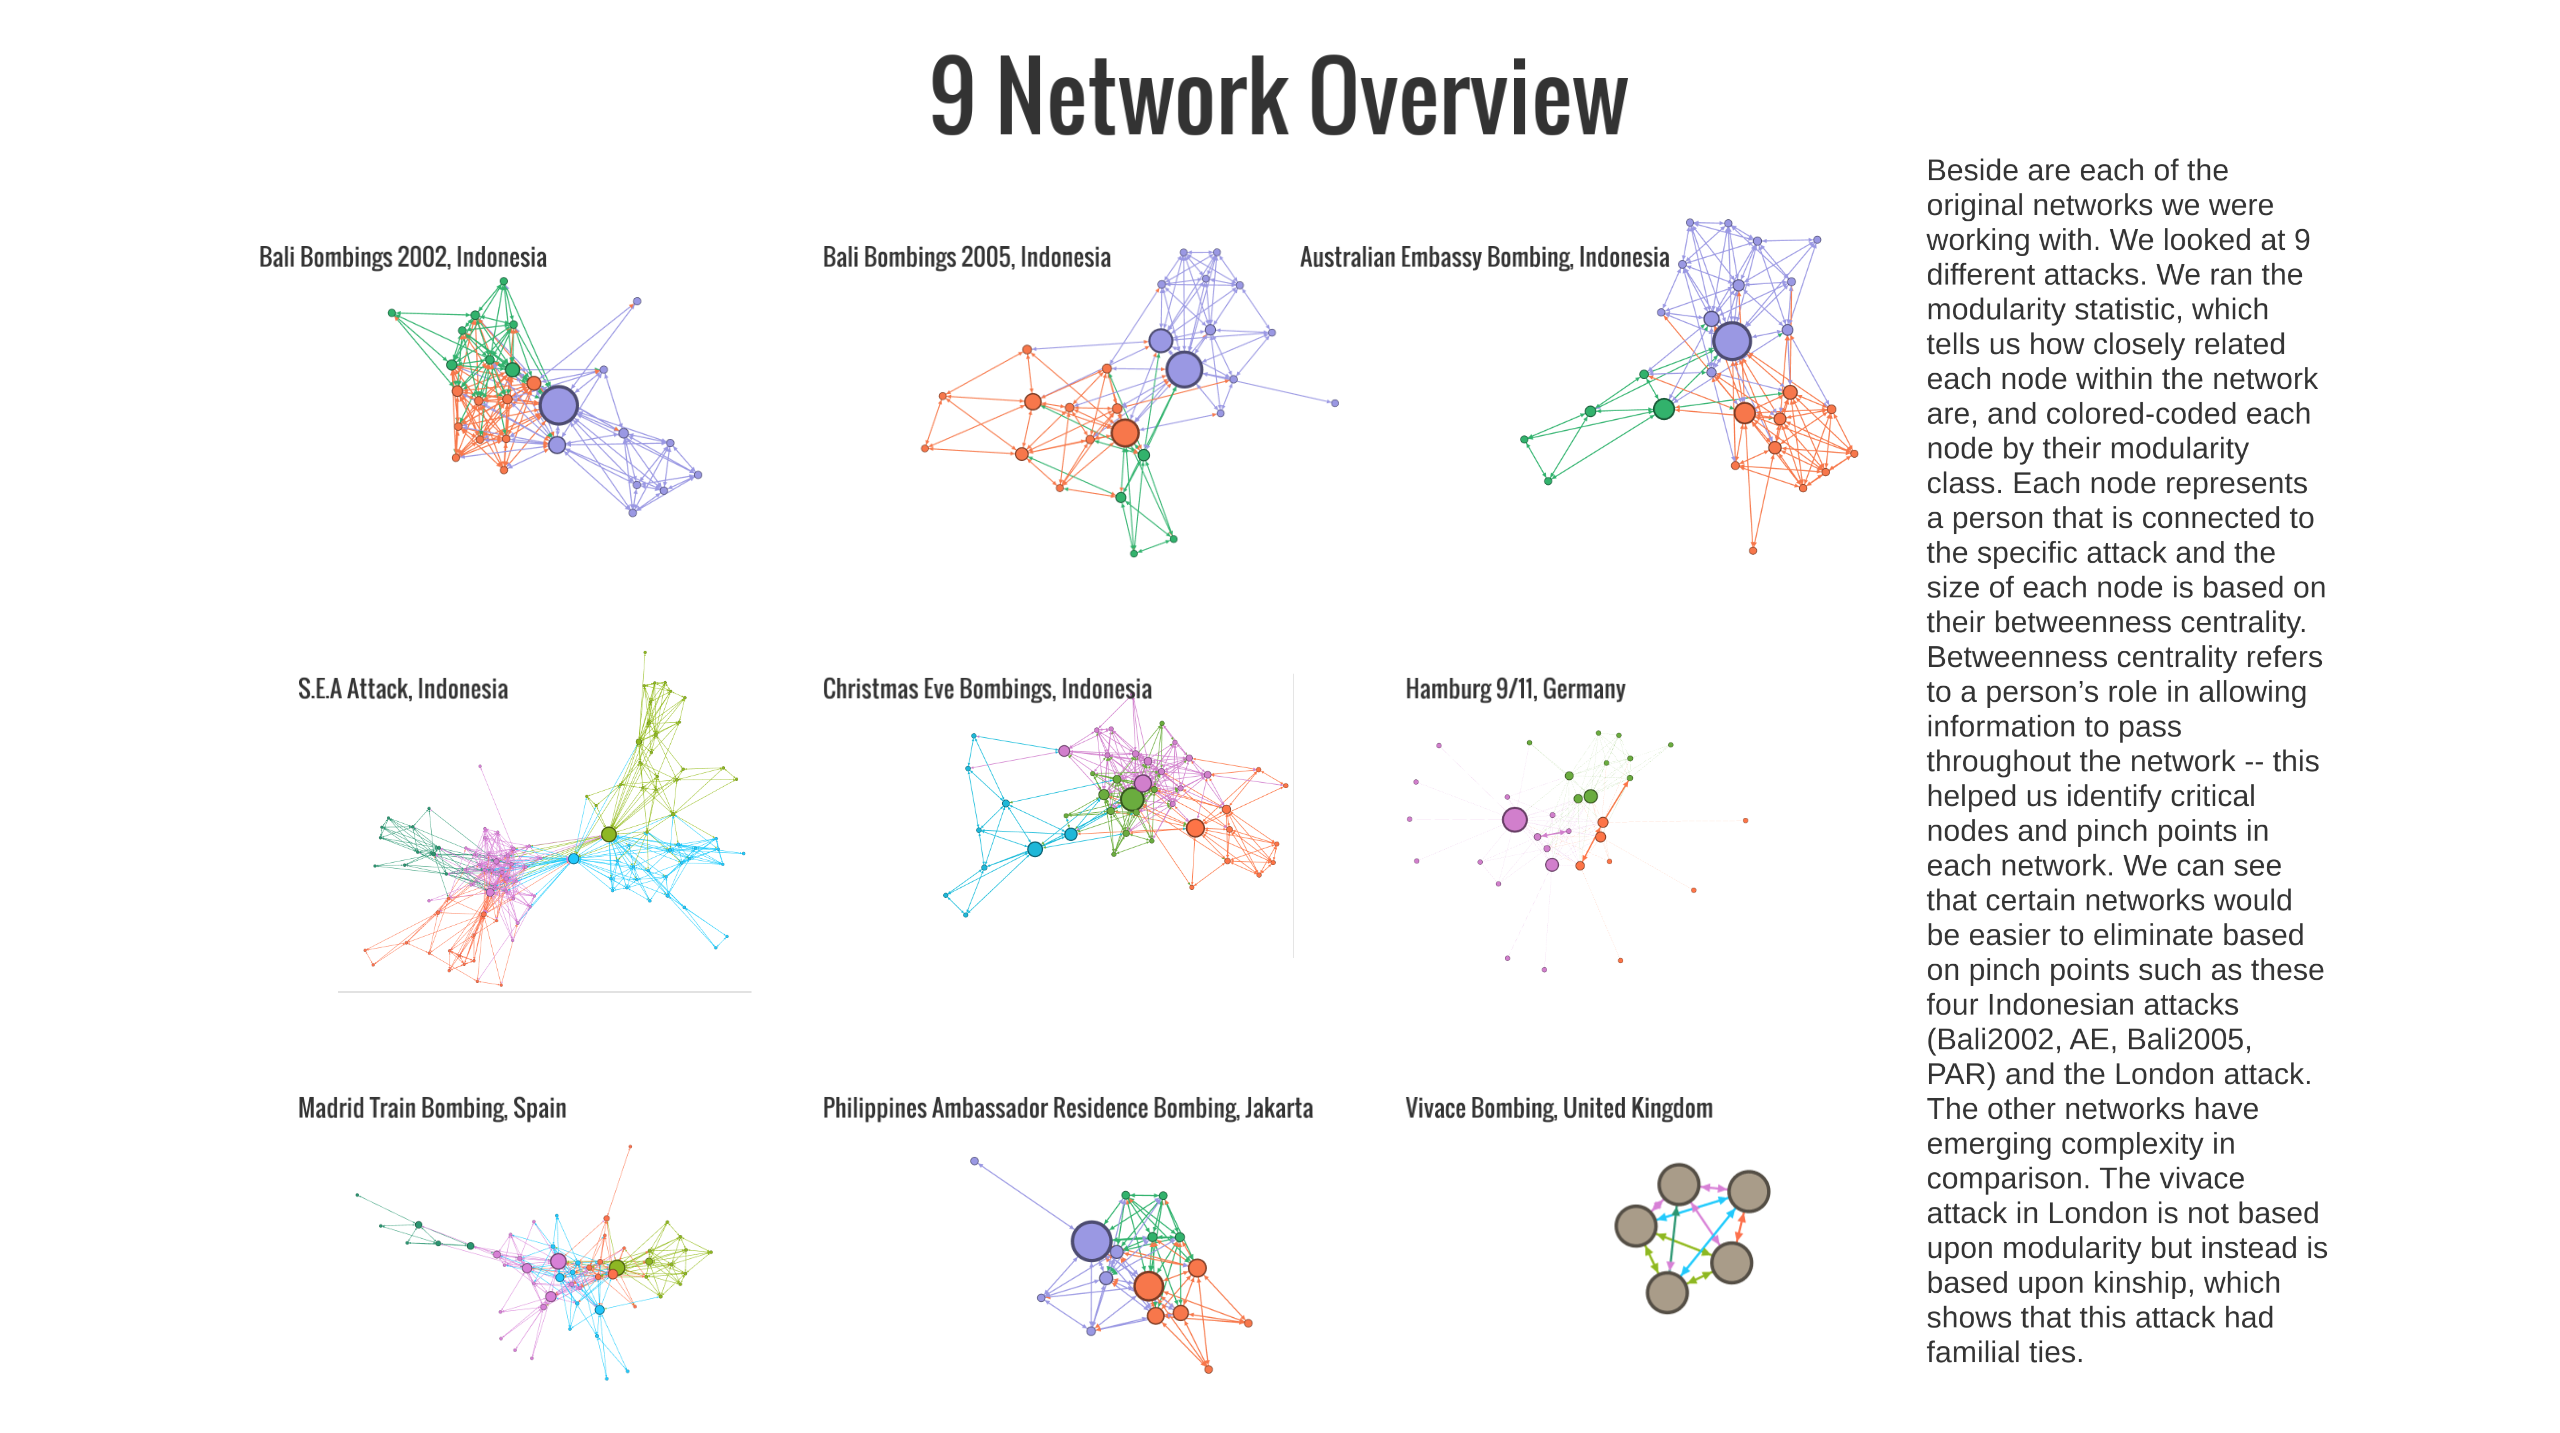 9 Network Overview
Bali Bombings 2002, Indonesia
Bali Bombings 2005, Indonesia
Australian Embassy Bombing, Indonesia
S.E.A Attack, Indonesia
Christmas Eve Bombings, Indonesia
Hamburg 9/11, Germany
Madrid Train Bombing, Spain
Philippines Ambassador Residence Bombing, Jakarta
Vivace Bombing, United Kingdom
Beside are each of the
original networks we were
working with. We looked at 9
different attacks. We ran the
modularity statistic, which
tells us how closely related
each node within the network
are, and colored-coded each
node by their modularity
class. Each node represents
a person that is connected to
the specific attack and the
size of each node is based on
their betweenness centrality.
Betweenness centrality refers
to a person’s role in allowing
information to pass
throughout the network -- this
helped us identify critical
nodes and pinch points in
each network. We can see
that certain networks would
be easier to eliminate based
on pinch points such as these
four Indonesian attacks
(Bali2002, AE, Bali2005,
PAR) and the London attack.
The other networks have
emerging complexity in
comparison. The vivace
attack in London is not based
upon modularity but instead is
based upon kinship, which
shows that this attack had
familial ties.